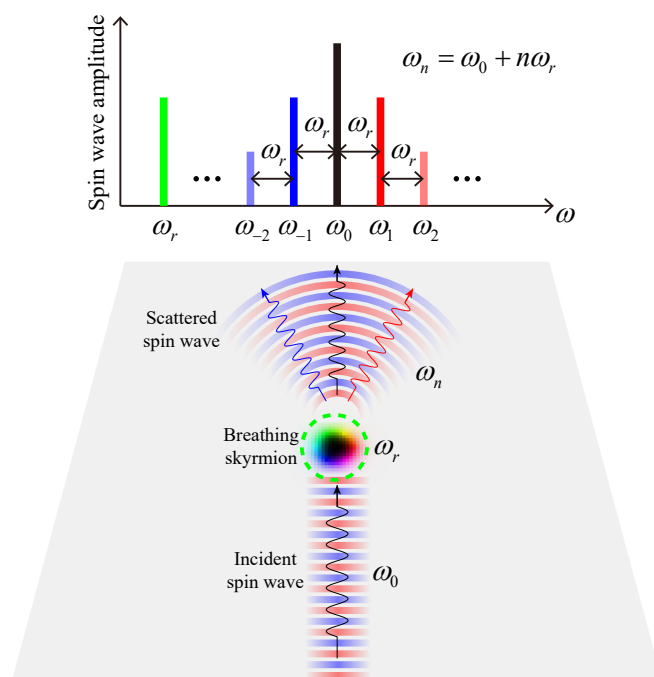 Spin wave amplitude
ωₙ = ω₀ + nωᵣ
ωᵣ ωᵣ
ωᵣ ωᵣ
••• •••
ω
ωᵣ ω₋₂ ω₋₁ ω₀ ω₁ ω₂
Scattered
spin wave
ωₙ
Breathing
skyrmion
ωᵣ
Incident
spin wave
ω₀